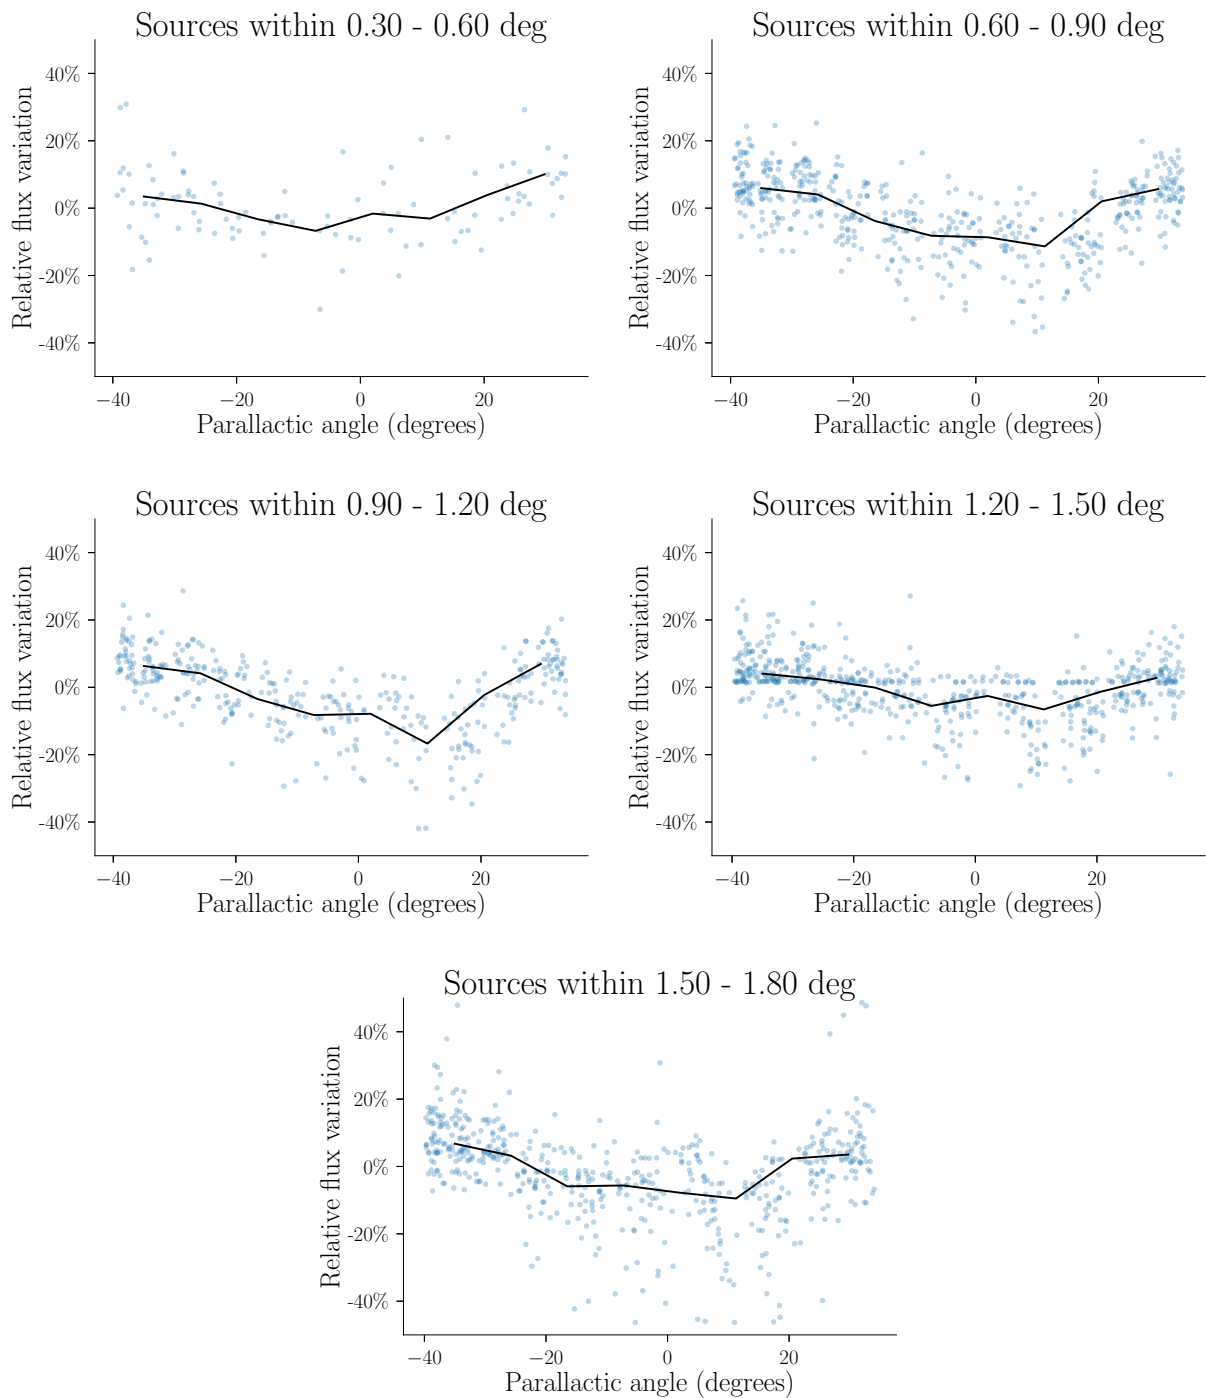 Sources within 0.30 - 0.60 deg
Relative flux variation
40%
20%
0%
-20%
-40%
−40 −20 0 20
Parallactic angle (degrees)
Sources within 0.60 - 0.90 deg
Relative flux variation
40%
20%
0%
-20%
-40%
−40 −20 0 20
Parallactic angle (degrees)
Sources within 0.90 - 1.20 deg
Relative flux variation
40%
20%
0%
-20%
-40%
−40 −20 0 20
Parallactic angle (degrees)
Sources within 1.20 - 1.50 deg
Relative flux variation
40%
20%
0%
-20%
-40%
−40 −20 0 20
Parallactic angle (degrees)
Sources within 1.50 - 1.80 deg
Relative flux variation
40%
20%
0%
-20%
-40%
−40 −20 0 20
Parallactic angle (degrees)